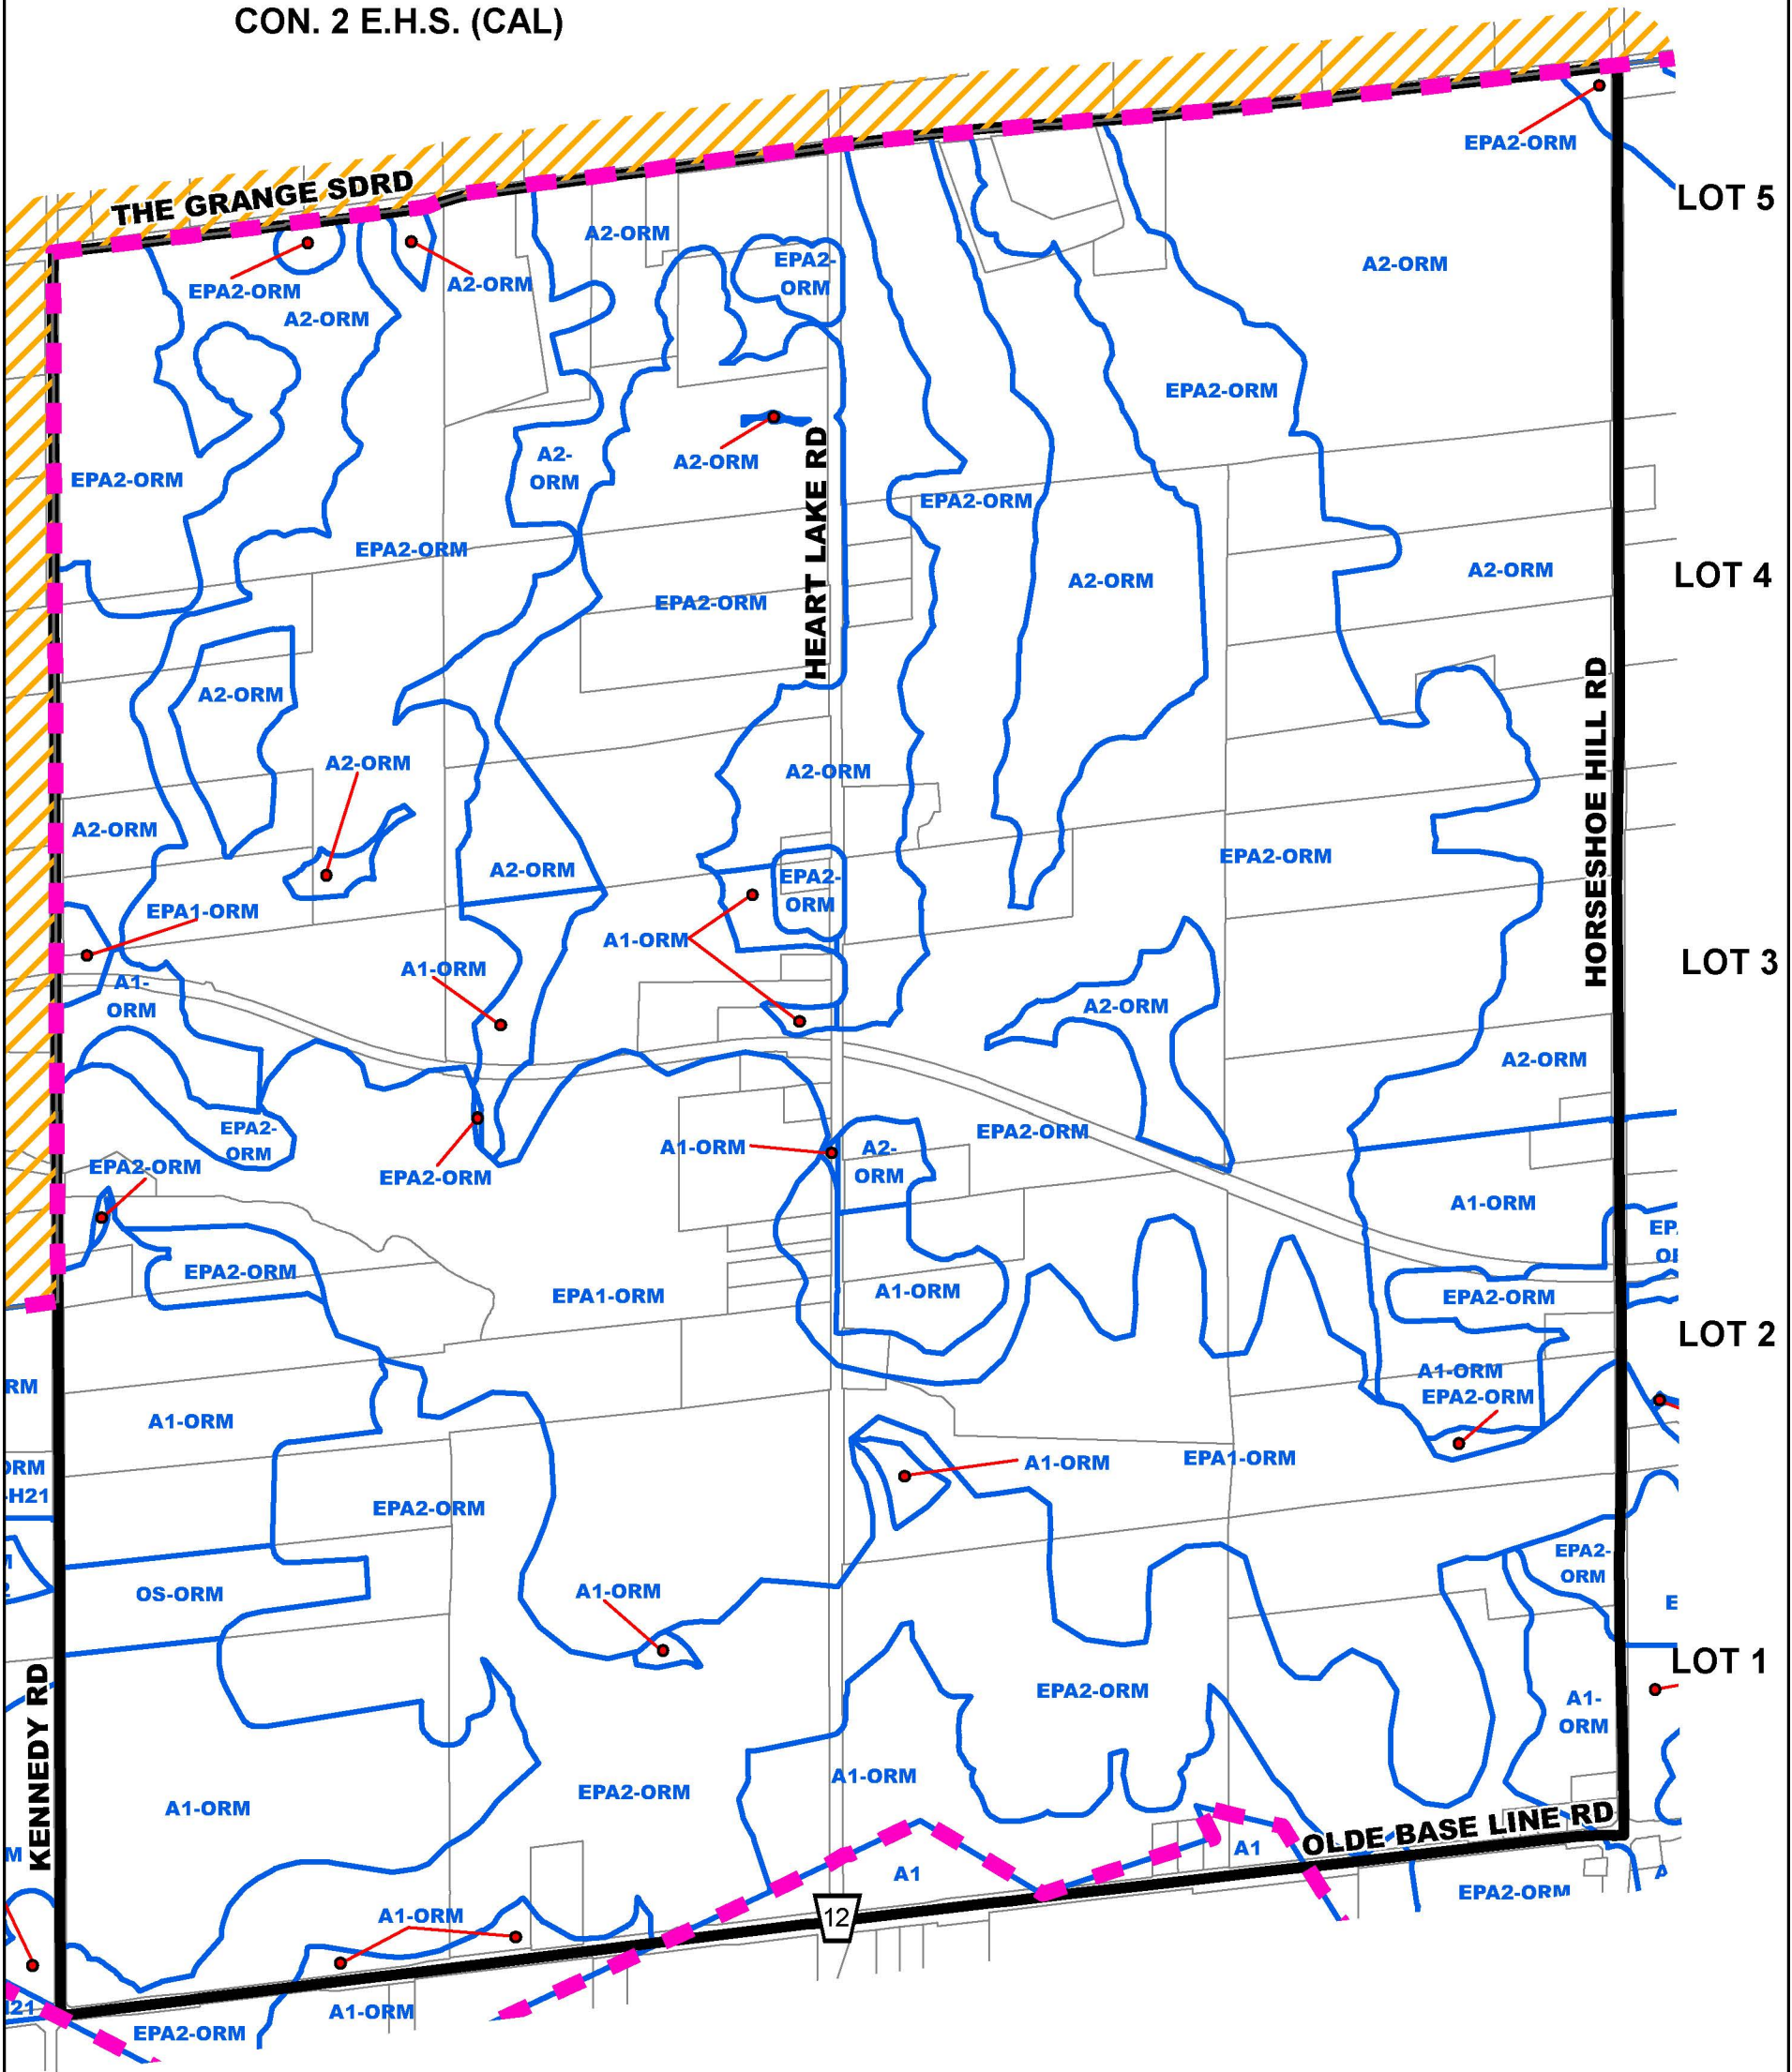 CON. 2 E.H.S. (CAL)
EPA2-ORM
LOT 5
THE GRANGE SDRD
A2-ORM
EPA2-
ORM
A2-ORM
EPA2-ORM
A2-ORM
A2-ORM
EPA2-ORM
A2-
ORM
A2-ORM
EPA2-ORM
EPA2-ORM
HEART LAKE RD
EPA2-ORM
A2-ORM
A2-ORM
LOT 4
EPA2-ORM
A2-ORM
HORSESHOE HILL RD
A2-ORM
A2-ORM
A2-ORM
EPA2-ORM
A2-ORM
EPA2-
ORM
EPA1-ORM
A1-ORM
LOT 3
A1-ORM
A1-
ORM
A2-ORM
A2-ORM
EPA2-
ORM
EPA2-ORM
A1-ORM
A2-
ORM
EPA2-ORM
EPA2-ORM
A1-ORM
EPA2-ORM
EPA1-ORM
A1-ORM
EPA2-ORM
LOT 2
RM
A1-ORM
A1-ORM
EPA2-ORM
EPA1-ORM
A1-ORM
ORM
-H21
EPA2-ORM
EPA2-
ORM
OS-ORM
A1-ORM
E
LOT 1
KENNEDY RD
EPA2-ORM
A1-
ORM
A1-ORM
EPA2-ORM
A1-ORM
OLDE BASE LINE RD
A1
M
A1
A
EPA2-ORM
12
A1-ORM
A1-ORM
EPA2-ORM